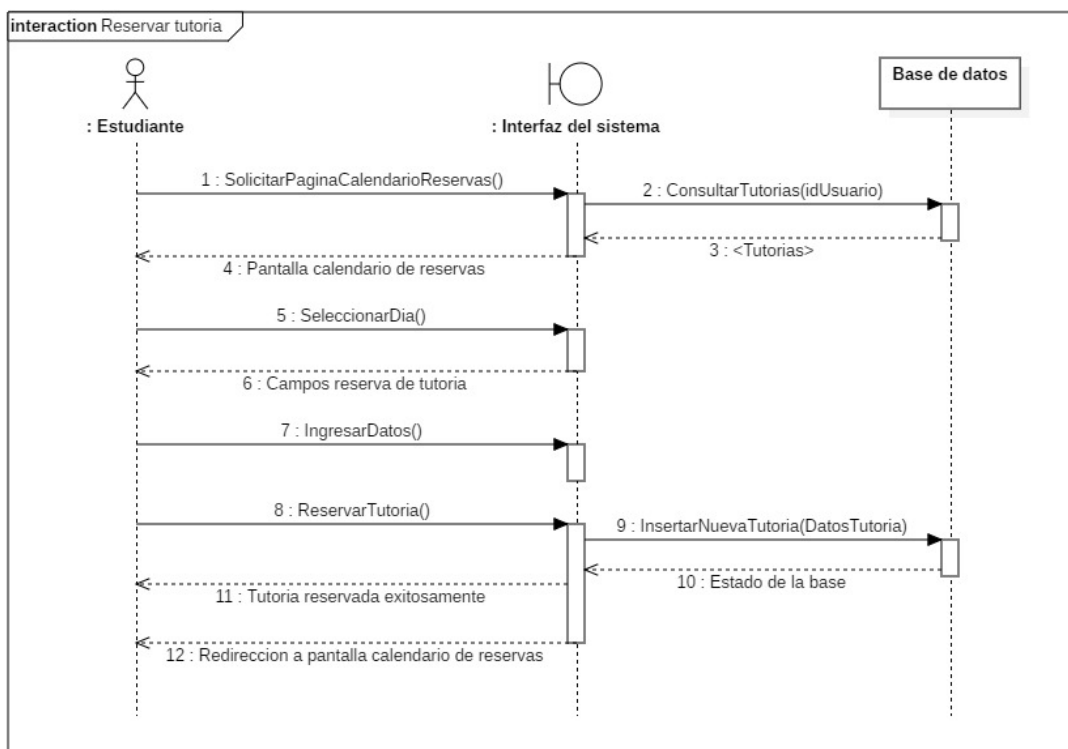 interaction Reservar tutoria
: Estudiante
: Interfaz del sistema
Base de datos
1 : SolicitarPaginaCalendarioReservas()
2 : ConsultarTutorias(idUsuario)
3 : <Tutorias>
4 : Pantalla calendario de reservas
5 : SeleccionarDia()
6 : Campos reserva de tutoria
7 : IngresarDatos()
8 : ReservarTutoria()
9 : InsertarNuevaTutoria(DatosTutoria)
10 : Estado de la base
11 : Tutoria reservada exitosamente
12 : Redireccion a pantalla calendario de reservas